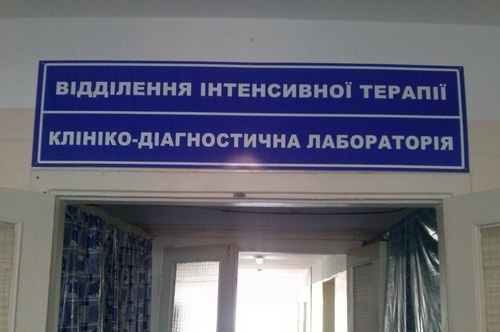 ВІДДІЛЕННЯ ІНТЕНСИВНОЇ ТЕРАПІЇ
КЛІНІКО-ДІАГНОСТИЧНА ЛАБОРАТОРІЯ